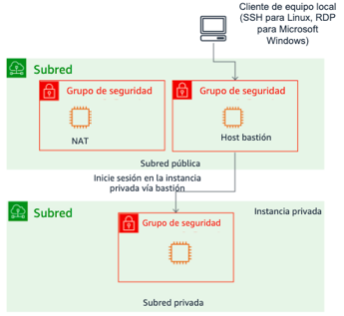 Cliente de equipo local
(SSH para Linux, RDP
para Microsoft
Windows)
Subred
Grupo de seguridad
NAT
Grupo de seguridad
Host bastión
Subred pública
Inicie sesión en la instancia
privada vía bastión
Subred
Instancia privada
Grupo de seguridad
Subred privada